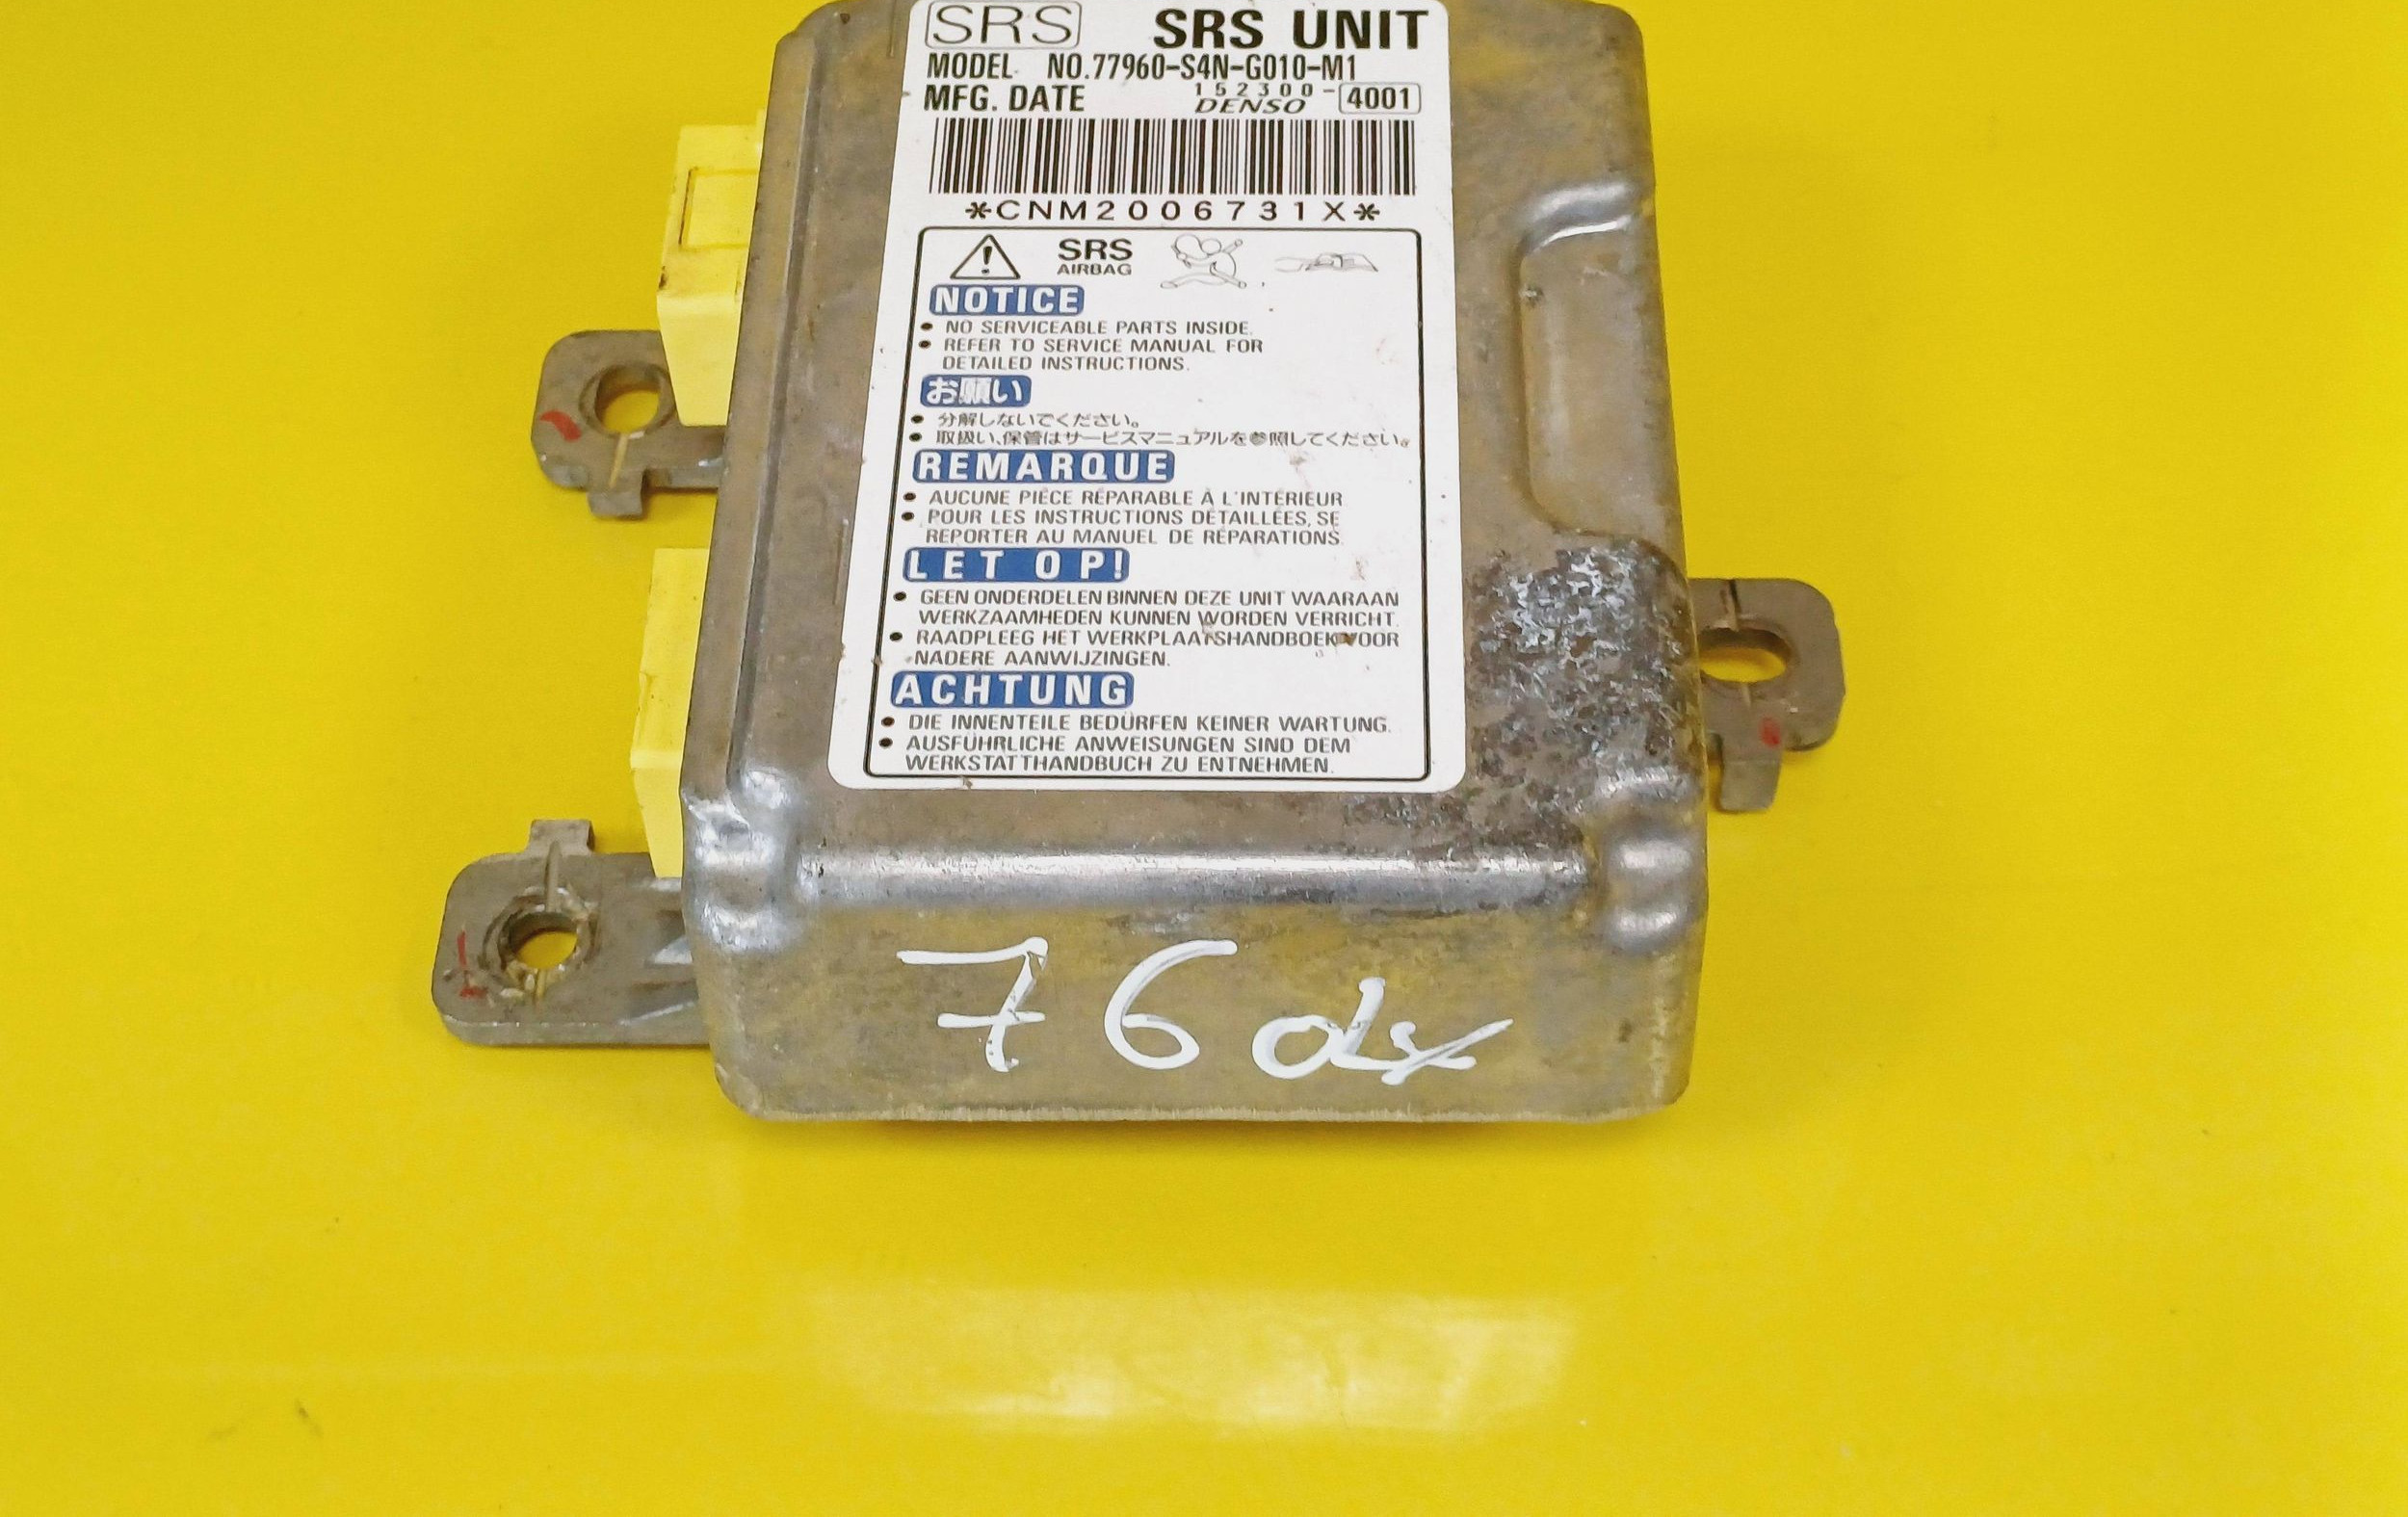 SRS SRS UNIT
MODEL NO.77960-S4N-G010-M1
MFG. DATE 152300-4001
DENSO
*CNM2006731X*
SRS
AIRBAG
NOTICE
• NO SERVICEABLE PARTS INSIDE.
• REFER TO SERVICE MANUAL FOR
DETAILED INSTRUCTIONS.
お願い
• 分解しないでください。
• 取扱い、保管はサービスマニュアルを参照してください。
REMARQUE
• AUCUNE PIÈCE RÉPARABLE À L'INTÉRIEUR
• POUR LES INSTRUCTIONS DÉTAILLÉES, SE
REPORTER AU MANUEL DE RÉPARATIONS
LET OP!
• GEEN ONDERDELEN BINNEN DEZE UNIT WAARAAN
WERKZAAMHEDEN KUNNEN WORDEN VERRICHT.
• RAADPLEEG HET WERKPLAATSHANDBOEK VOOR
NADERE AANWIJZINGEN.
ACHTUNG
• DIE INNENTEILE BEDÜRFEN KEINER WARTUNG.
• AUSFÜHRLICHE ANWEISUNGEN SIND DEM
WERKSTATTHANDBUCH ZU ENTNEHMEN.
76